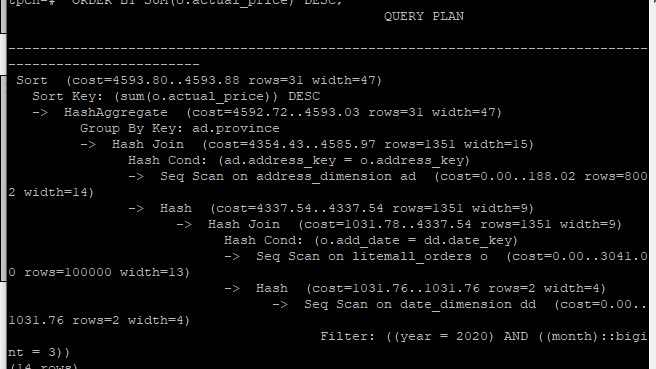 tpch-#  ORDER BY SUM(o.actual_price) DESC;
QUERY PLAN
--------------------------------------------------------------------------------
------------------------
Sort  (cost=4593.80..4593.88 rows=31 width=47)
Sort Key: (sum(o.actual_price)) DESC
->  HashAggregate  (cost=4592.72..4593.03 rows=31 width=47)
Group By Key: ad.province
->  Hash Join  (cost=4354.43..4585.97 rows=1351 width=15)
Hash Cond: (ad.address_key = o.address_key)
->  Seq Scan on address_dimension ad  (cost=0.00..188.02 rows=800
2 width=14)
->  Hash  (cost=4337.54..4337.54 rows=1351 width=9)
->  Hash Join  (cost=1031.78..4337.54 rows=1351 width=9)
Hash Cond: (o.add_date = dd.date_key)
->  Seq Scan on litemall_orders o  (cost=0.00..3041.0
0 rows=100000 width=13)
->  Hash  (cost=1031.76..1031.76 rows=2 width=4)
->  Seq Scan on date_dimension dd  (cost=0.00..
1031.76 rows=2 width=4)
Filter: ((year = 2020) AND ((month)::bigi
nt = 3))
(14 rows)